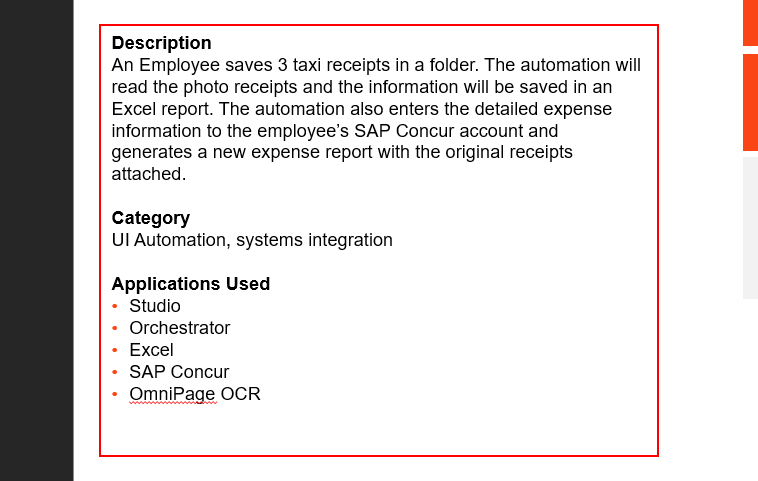 Description
An Employee saves 3 taxi receipts in a folder. The automation will
read the photo receipts and the information will be saved in an
Excel report. The automation also enters the detailed expense
information to the employee’s SAP Concur account and
generates a new expense report with the original receipts
attached.
Category
UI Automation, systems integration
Applications Used
• Studio
• Orchestrator
• Excel
• SAP Concur
• OmniPage OCR